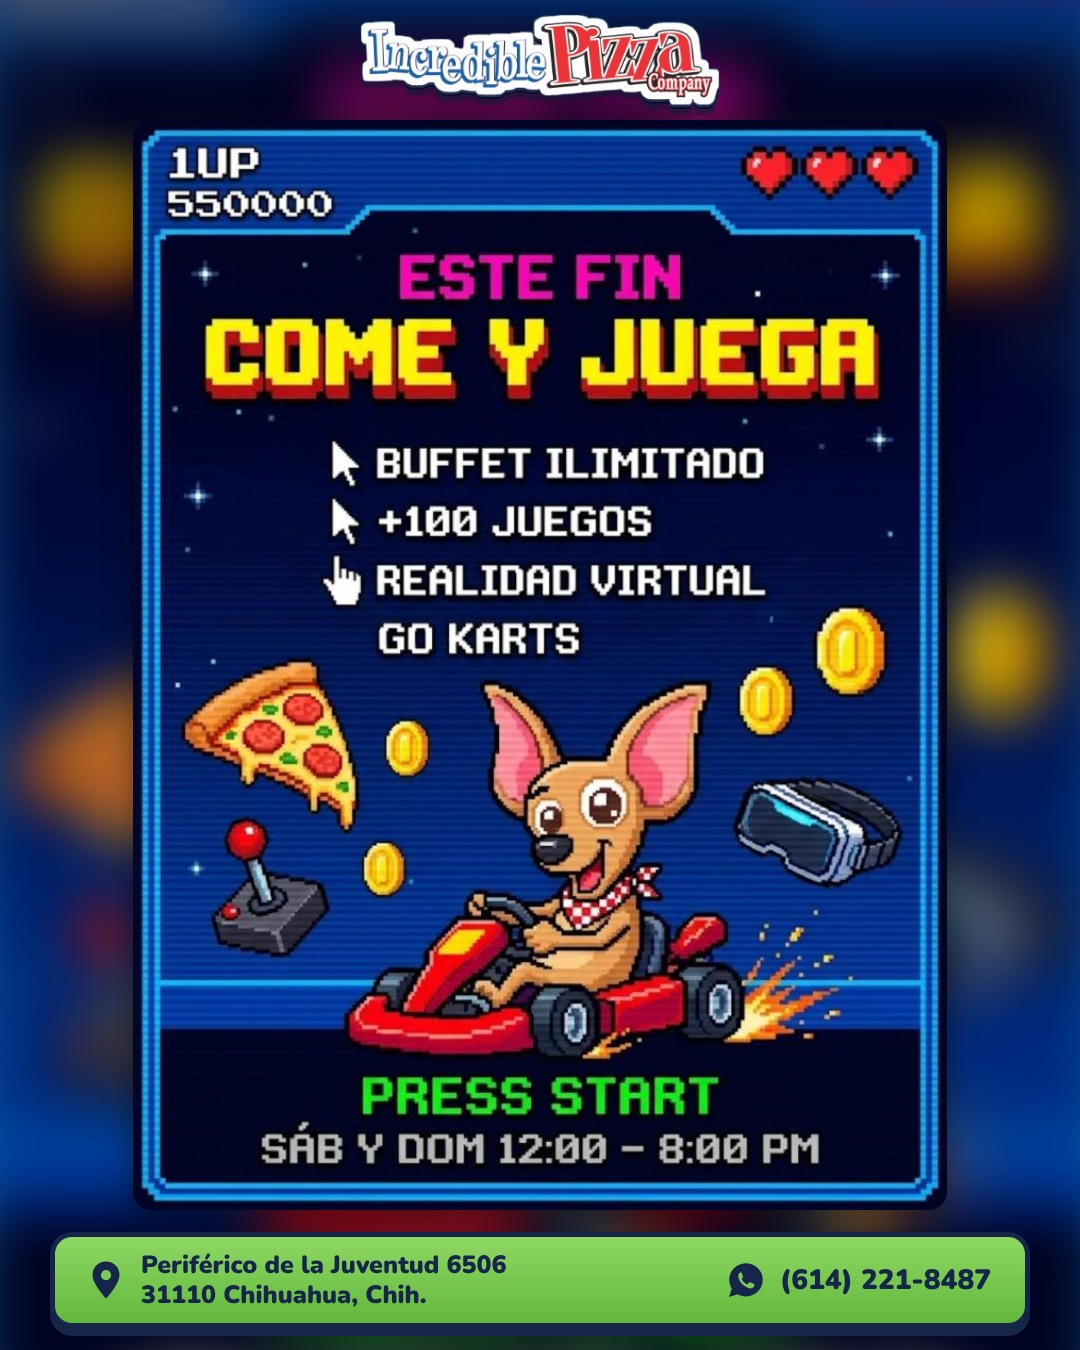 Incredible Pizza
Company
1UP
550000
ESTE FIN
COME Y JUEGA
BUFFET ILIMITADO
+100 JUEGOS
REALIDAD VIRTUAL
GO KARTS
PRESS START
SÁB Y DOM 12:00 – 8:00 PM
Periférico de la Juventud 6506
31110 Chihuahua, Chih.
(614) 221-8487